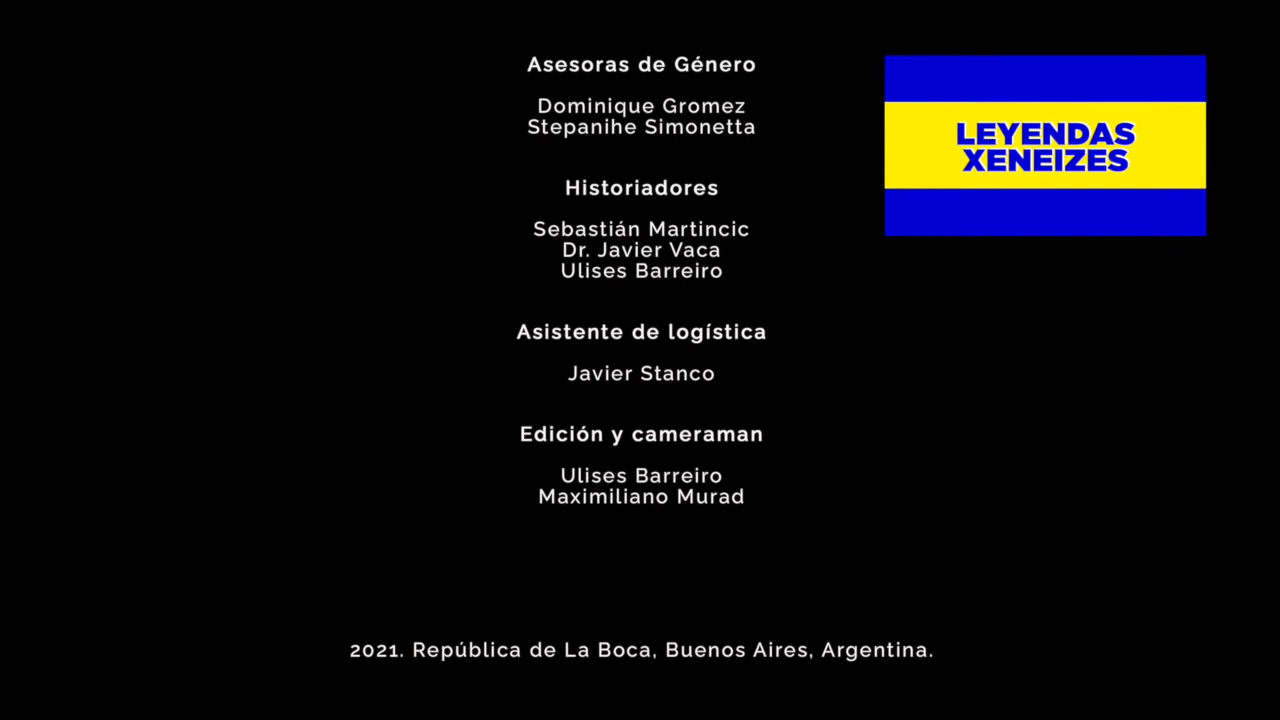 Asesoras de Género
Dominique Gromez
Stepanihe Simonetta
Historiadores
Sebastián Martincic
Dr. Javier Vaca
Ulises Barreiro
Asistente de logística
Javier Stanco
Edición y cameraman
Ulises Barreiro
Maximiliano Murad
2021. República de La Boca, Buenos Aires, Argentina.
LEYENDAS
XENEIZES